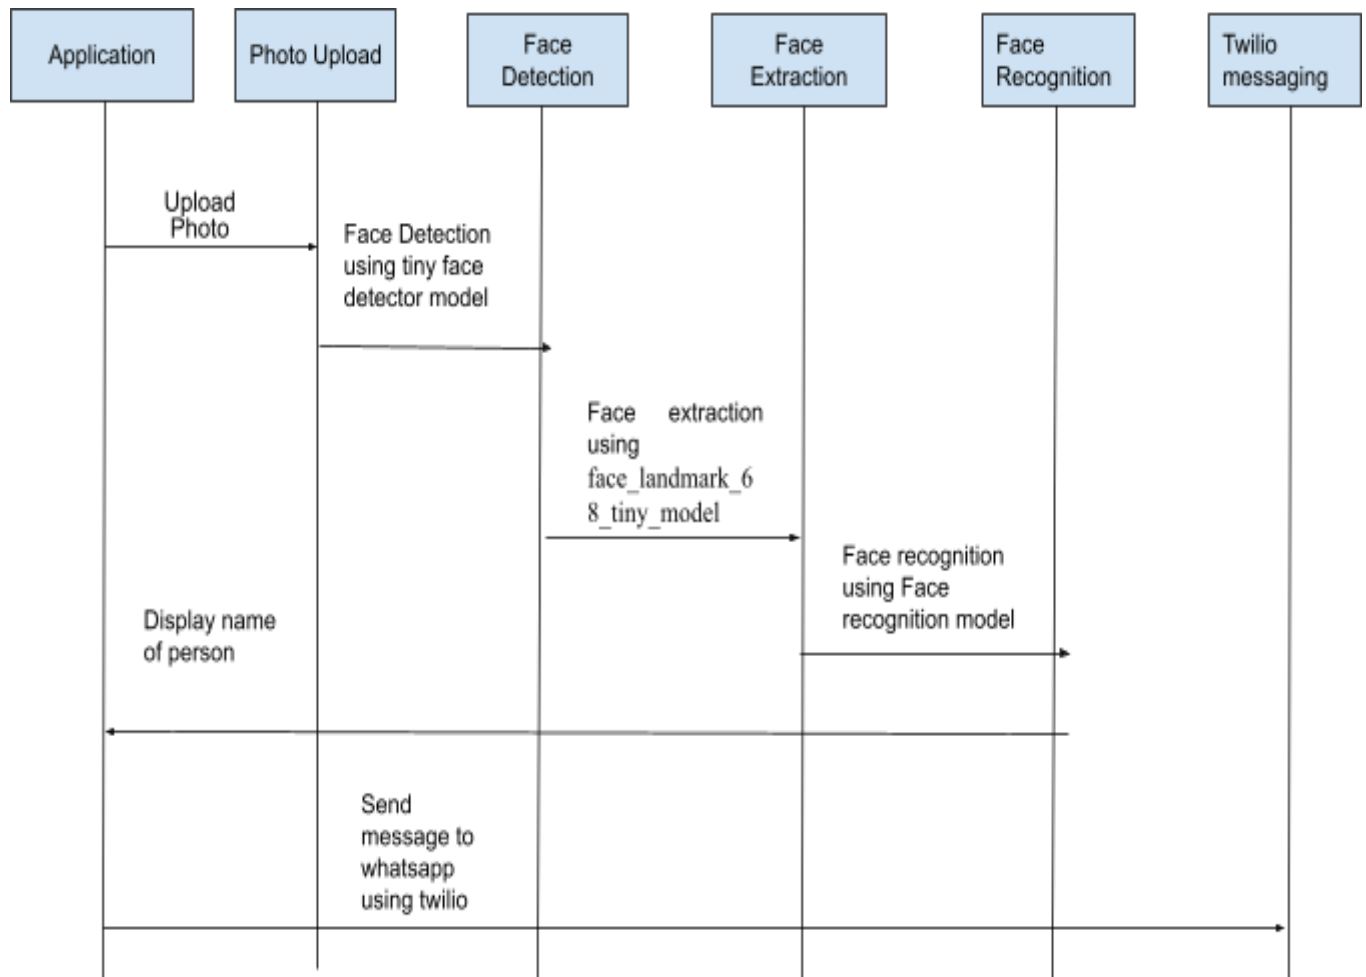 Application
Photo Upload
Face
Detection
Face
Extraction
Face
Recognition
Twilio
messaging
Upload
Photo
Face Detection
using tiny face
detector model
Face extraction
using
face_landmark_6
8_tiny_model
Face recognition
using Face
recognition model
Display name
of person
Send
message to
whatsapp
using twilio